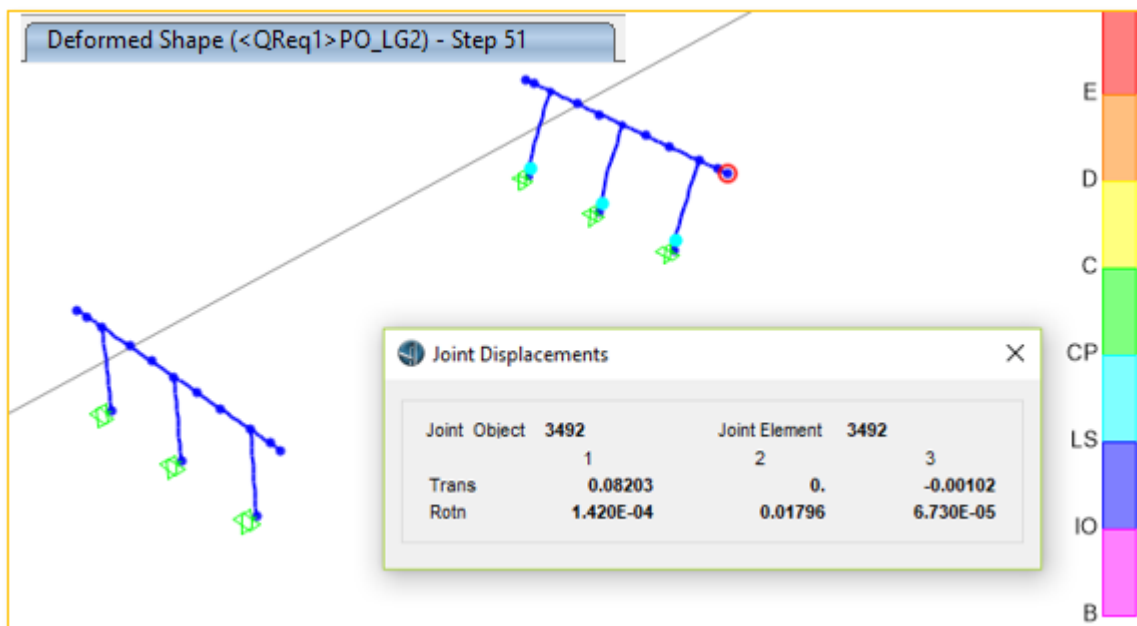 Deformed Shape (<QReq1>PO_LG2) - Step 51
E
D
C
CP
LS
IO
B
Joint Displacements
Joint Object 3492 Joint Element 3492
1 2 3
Trans 0.08203 0. -0.00102
Rotn 1.420E-04 0.01796 6.730E-05